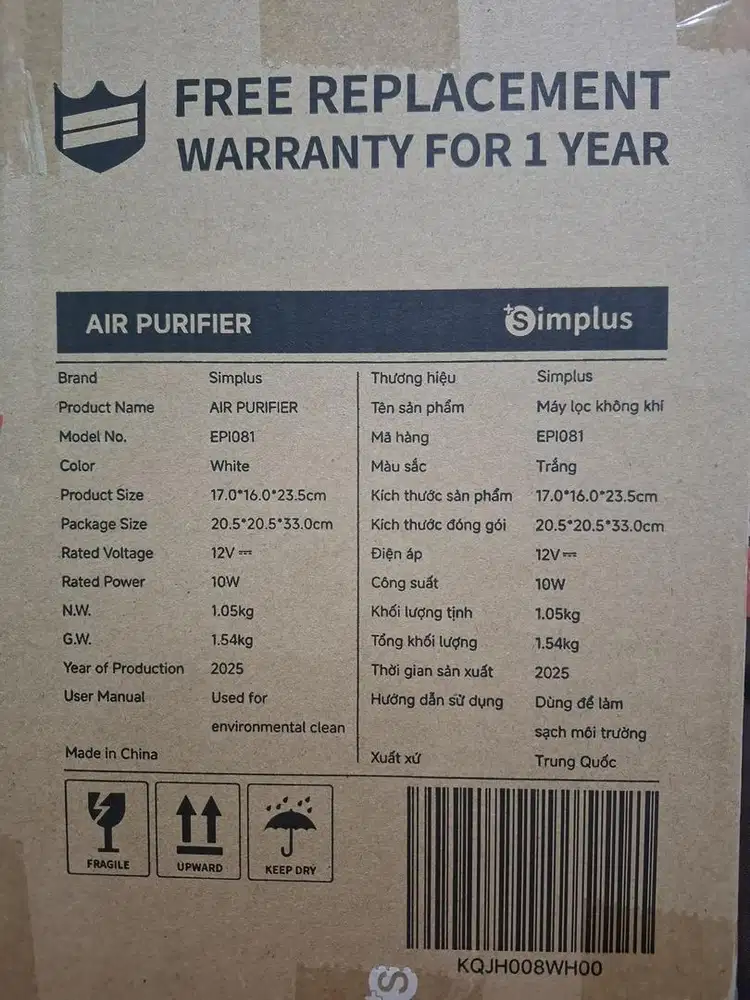 FREE REPLACEMENT
WARRANTY FOR 1 YEAR
AIR PURIFIER
Simplus
Brand Simplus
Product Name AIR PURIFIER
Model No. EPI081
Color White
Product Size 17.0*16.0*23.5cm
Package Size 20.5*20.5*33.0cm
Rated Voltage 12V ⎓
Rated Power 10W
N.W. 1.05kg
G.W. 1.54kg
Year of Production 2025
User Manual Used for
environmental clean
Made in China
Thương hiệu Simplus
Tên sản phẩm Máy lọc không khí
Mã hàng EPI081
Màu sắc Trắng
Kích thước sản phẩm 17.0*16.0*23.5cm
Kích thước đóng gói 20.5*20.5*33.0cm
Điện áp 12V ⎓
Công suất 10W
Khối lượng tịnh 1.05kg
Tổng khối lượng 1.54kg
Thời gian sản xuất 2025
Hướng dẫn sử dụng Dùng để làm
sạch môi trường
Xuất xứ Trung Quốc
FRAGILE
UPWARD
KEEP DRY
KQJH008WH00
S